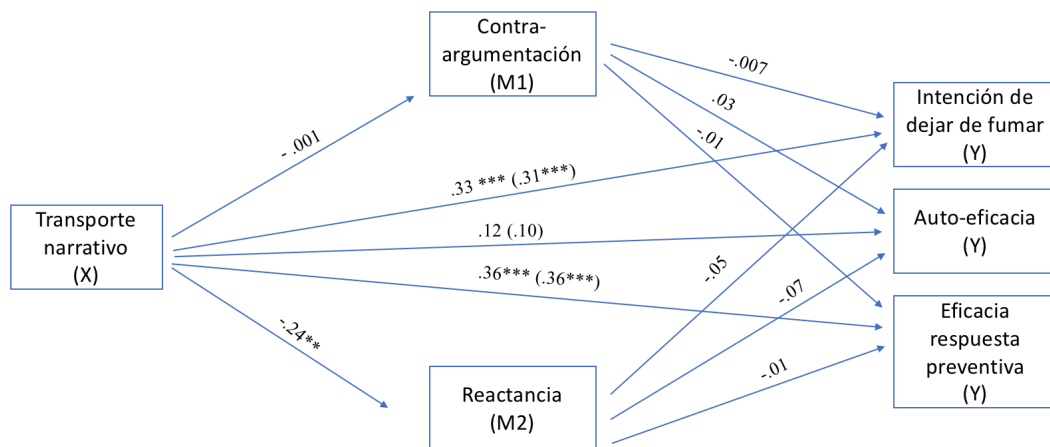 Contra-
argumentación
(M1)
-.007
.03
-.01
Intención de
dejar de fumar
(Y)
- .001
.33 *** (.31***)
Transporte
narrativo
(X)
.12 (.10)
Auto-eficacia
(Y)
.36*** (.36***)
-.05
-.07
Eficacia
respuesta
preventiva
(Y)
-.24**
-.01
Reactancia
(M2)